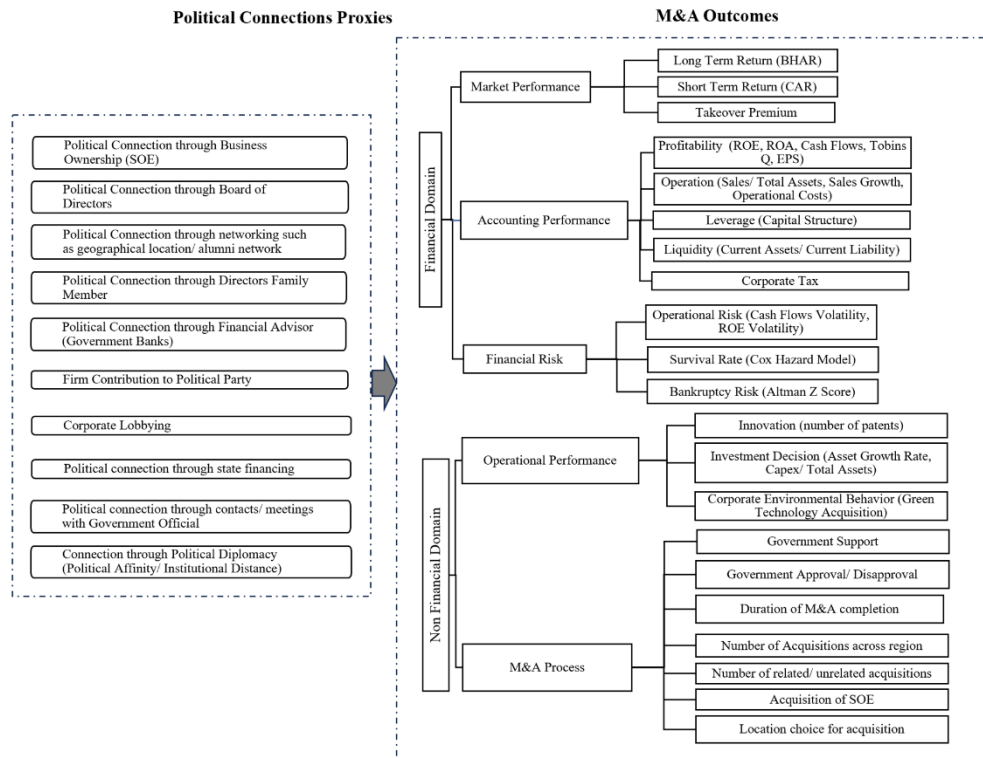 Political Connections Proxies
M&A Outcomes
Political Connection through Business
Ownership (SOE)
Political Connection through Board of
Directors
Political Connection through networking such
as geographical location/ alumni network
Political Connection through Directors Family
Member
Political Connection through Financial Advisor
(Government Banks)
Firm Contribution to Political Party
Corporate Lobbying
Political connection through state financing
Political connection through contacts/ meetings
with Government Official
Connection through Political Diplomacy
(Political Affinity/ Institutional Distance)
Financial Domain
Market Performance
Long Term Return (BHAR)
Short Term Return (CAR)
Takeover Premium
Accounting Performance
Profitability (ROE, ROA, Cash Flows, Tobins
Q, EPS)
Operation (Sales/ Total Assets, Sales Growth,
Operational Costs)
Leverage (Capital Structure)
Liquidity (Current Assets/ Current Liability)
Corporate Tax
Financial Risk
Operational Risk (Cash Flows Volatility,
ROE Volatility)
Survival Rate (Cox Hazard Model)
Bankruptcy Risk (Altman Z Score)
Non Financial Domain
Operational Performance
Innovation (number of patents)
Investment Decision (Asset Growth Rate,
Capex/ Total Assets)
Corporate Environmental Behavior (Green
Technology Acquisition)
M&A Process
Government Support
Government Approval/ Disapproval
Duration of M&A completion
Number of Acquisitions across region
Number of related/ unrelated acquisitions
Acquisition of SOE
Location choice for acquisition